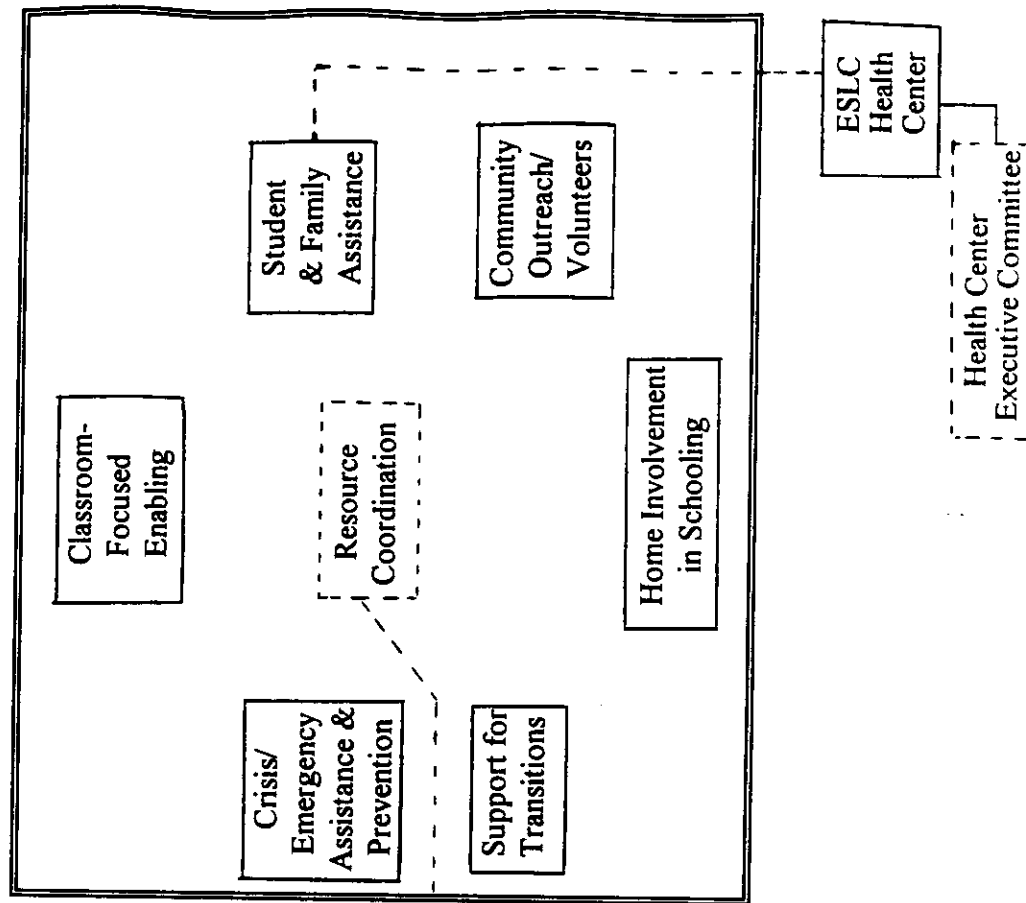 Classroom-
Focused
Enabling
Crisis/
Emergency
Assistance &
Prevention
Resource
Coordination
Student
& Family
Assistance
Support for
Transitions
Community
Outreach/
Volunteers
Home Involvement
in Schooling
ESLC
Health
Center
Health Center
Executive Committee